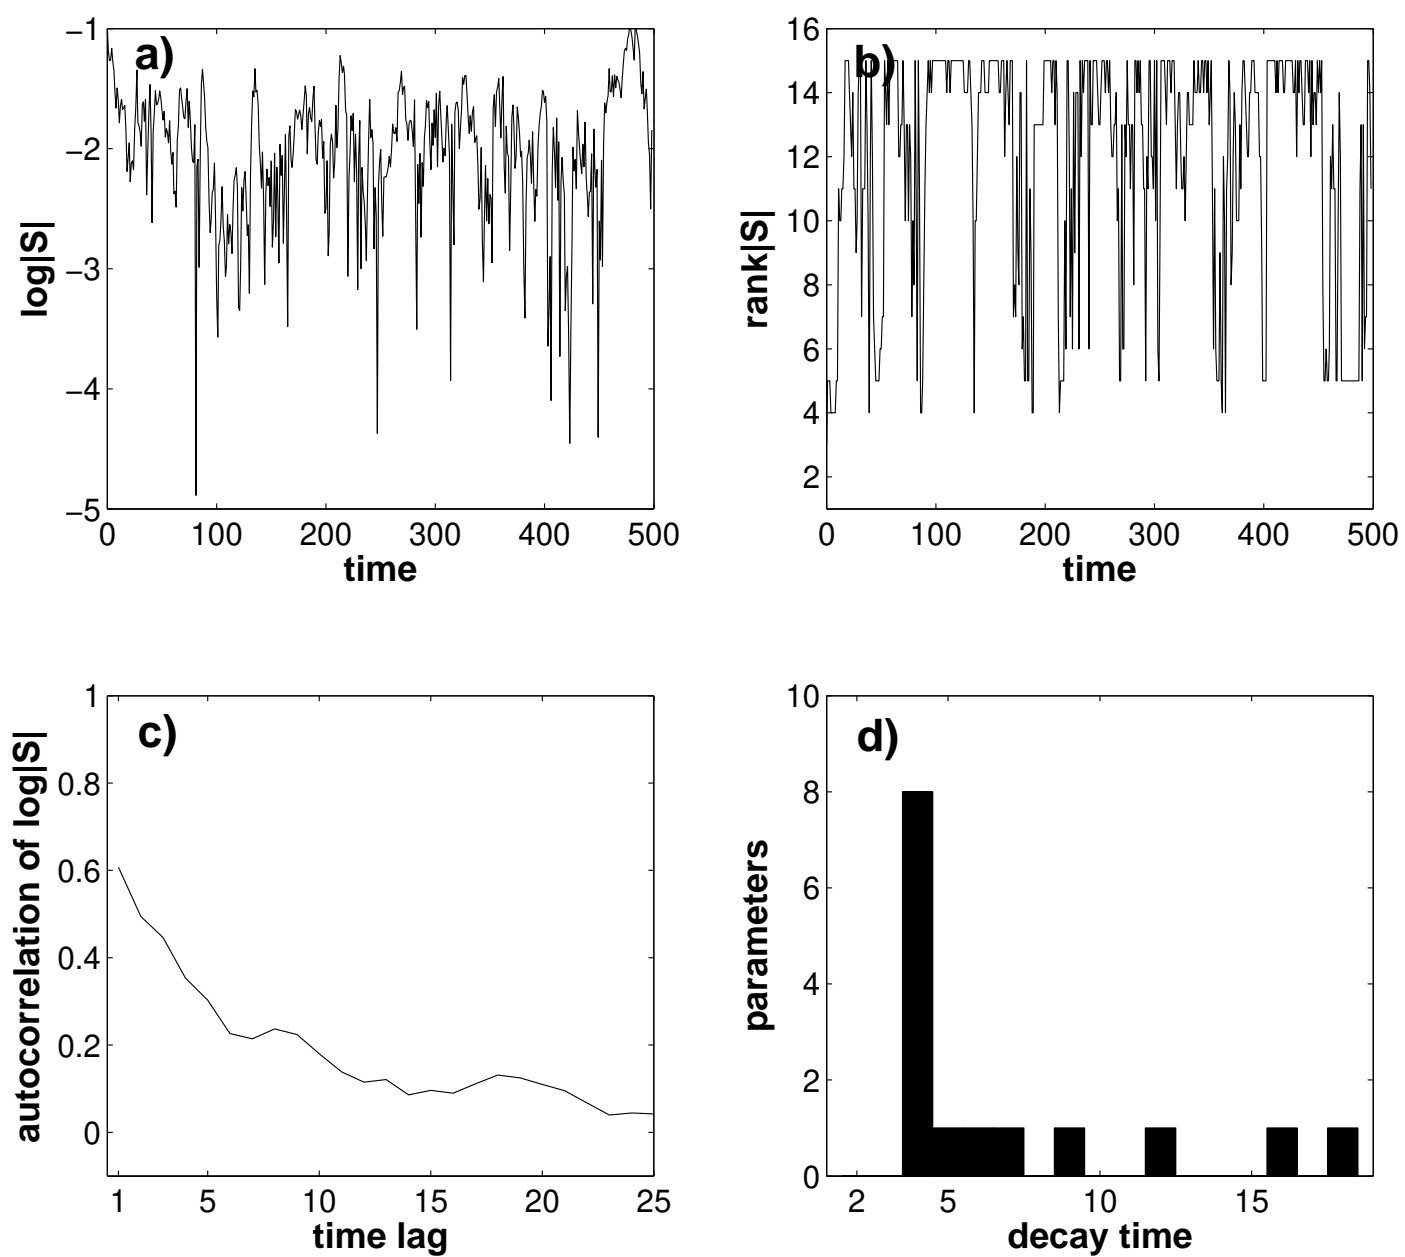 a)
−1
−2
−3
−4
−5
log|S|
0 100 200 300 400 500
time
b)
16
14
12
10
8
6
4
2
rank|S|
0 100 200 300 400 500
time
c)
1
0.8
0.6
0.4
0.2
0
autocorrelation of log|S|
1 5 10 15 20 25
time lag
d)
10
8
6
4
2
0
parameters
2 5 10 15
decay time